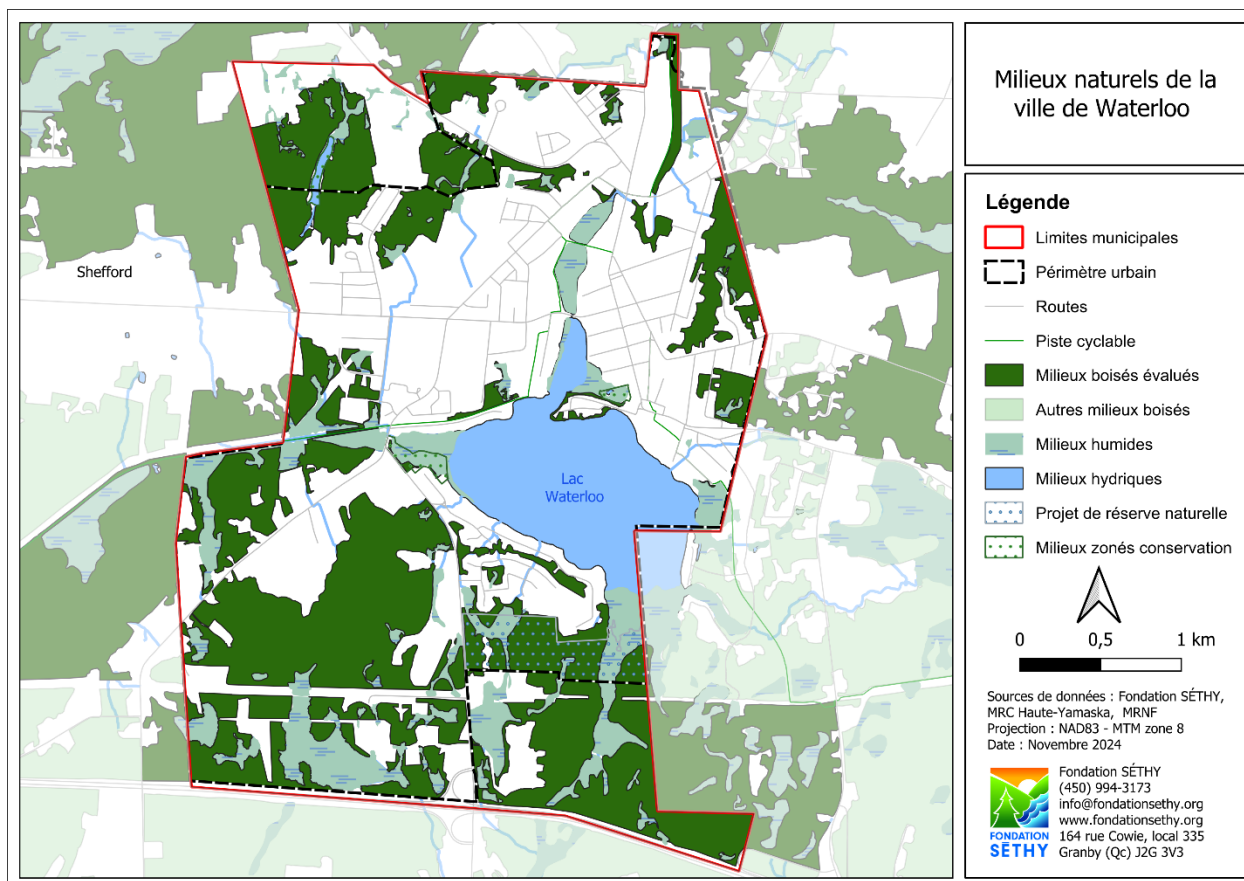 Milieux naturels de la
ville de Waterloo
Shefford
Lac
Waterloo
Légende
Limites municipales
Périmètre urbain
Routes
Piste cyclable
Milieux boisés évalués
Autres milieux boisés
Milieux humides
Milieux hydriques
Projet de réserve naturelle
Milieux zonés conservation
0 0,5 1 km
Sources de données : Fondation SÉTHY,
MRC Haute-Yamaska, MRNF
Projection : NAD83 - MTM zone 8
Date : Novembre 2024
FONDATION
SÉTHY
Fondation SÉTHY
(450) 994-3173
info@fondationsethy.org
www.fondationsethy.org
164 rue Cowie, local 335
Granby (Qc) J2G 3V3